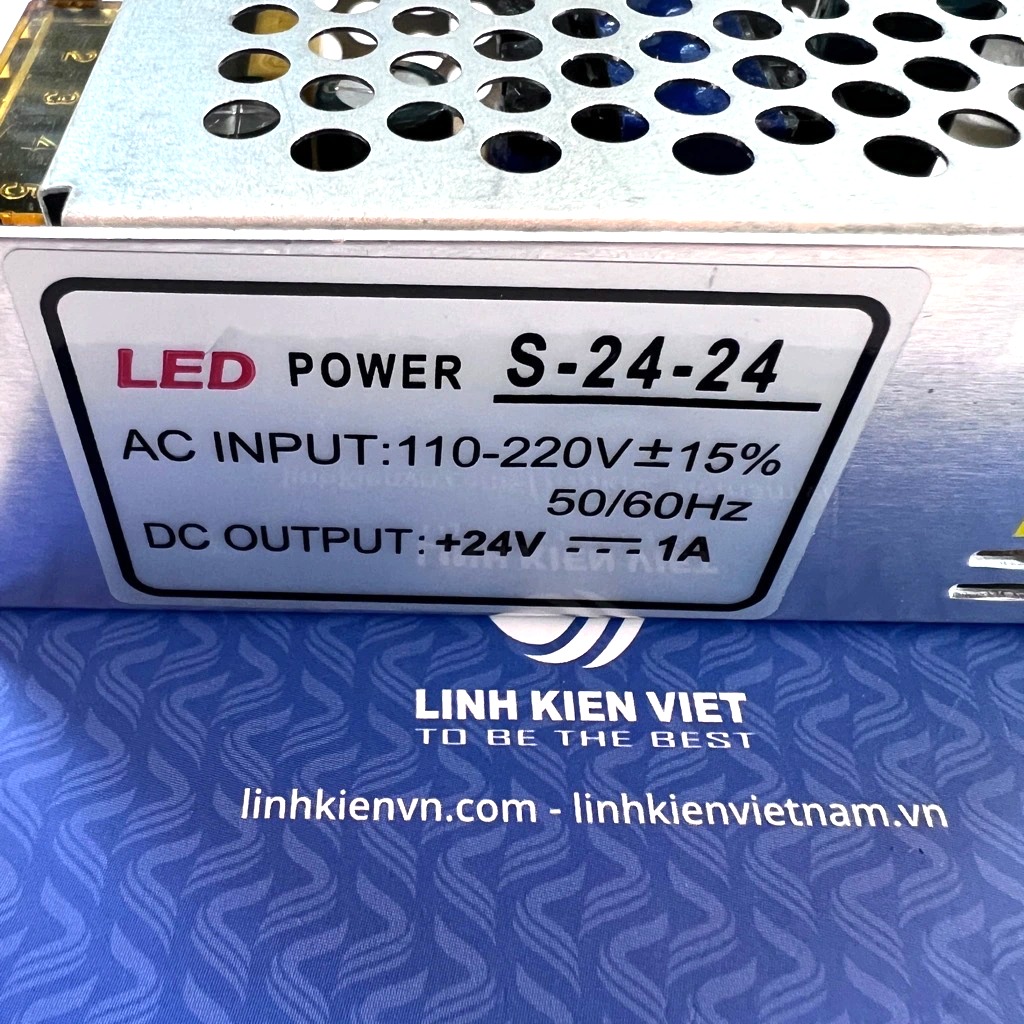 LED POWER S-24-24
AC INPUT:110-220V±15%
50/60Hz
DC OUTPUT:+24V ⎓ 1A
LINH KIEN VIET
TO BE THE BEST
linhkienvn.com - linhkienvietnam.vn